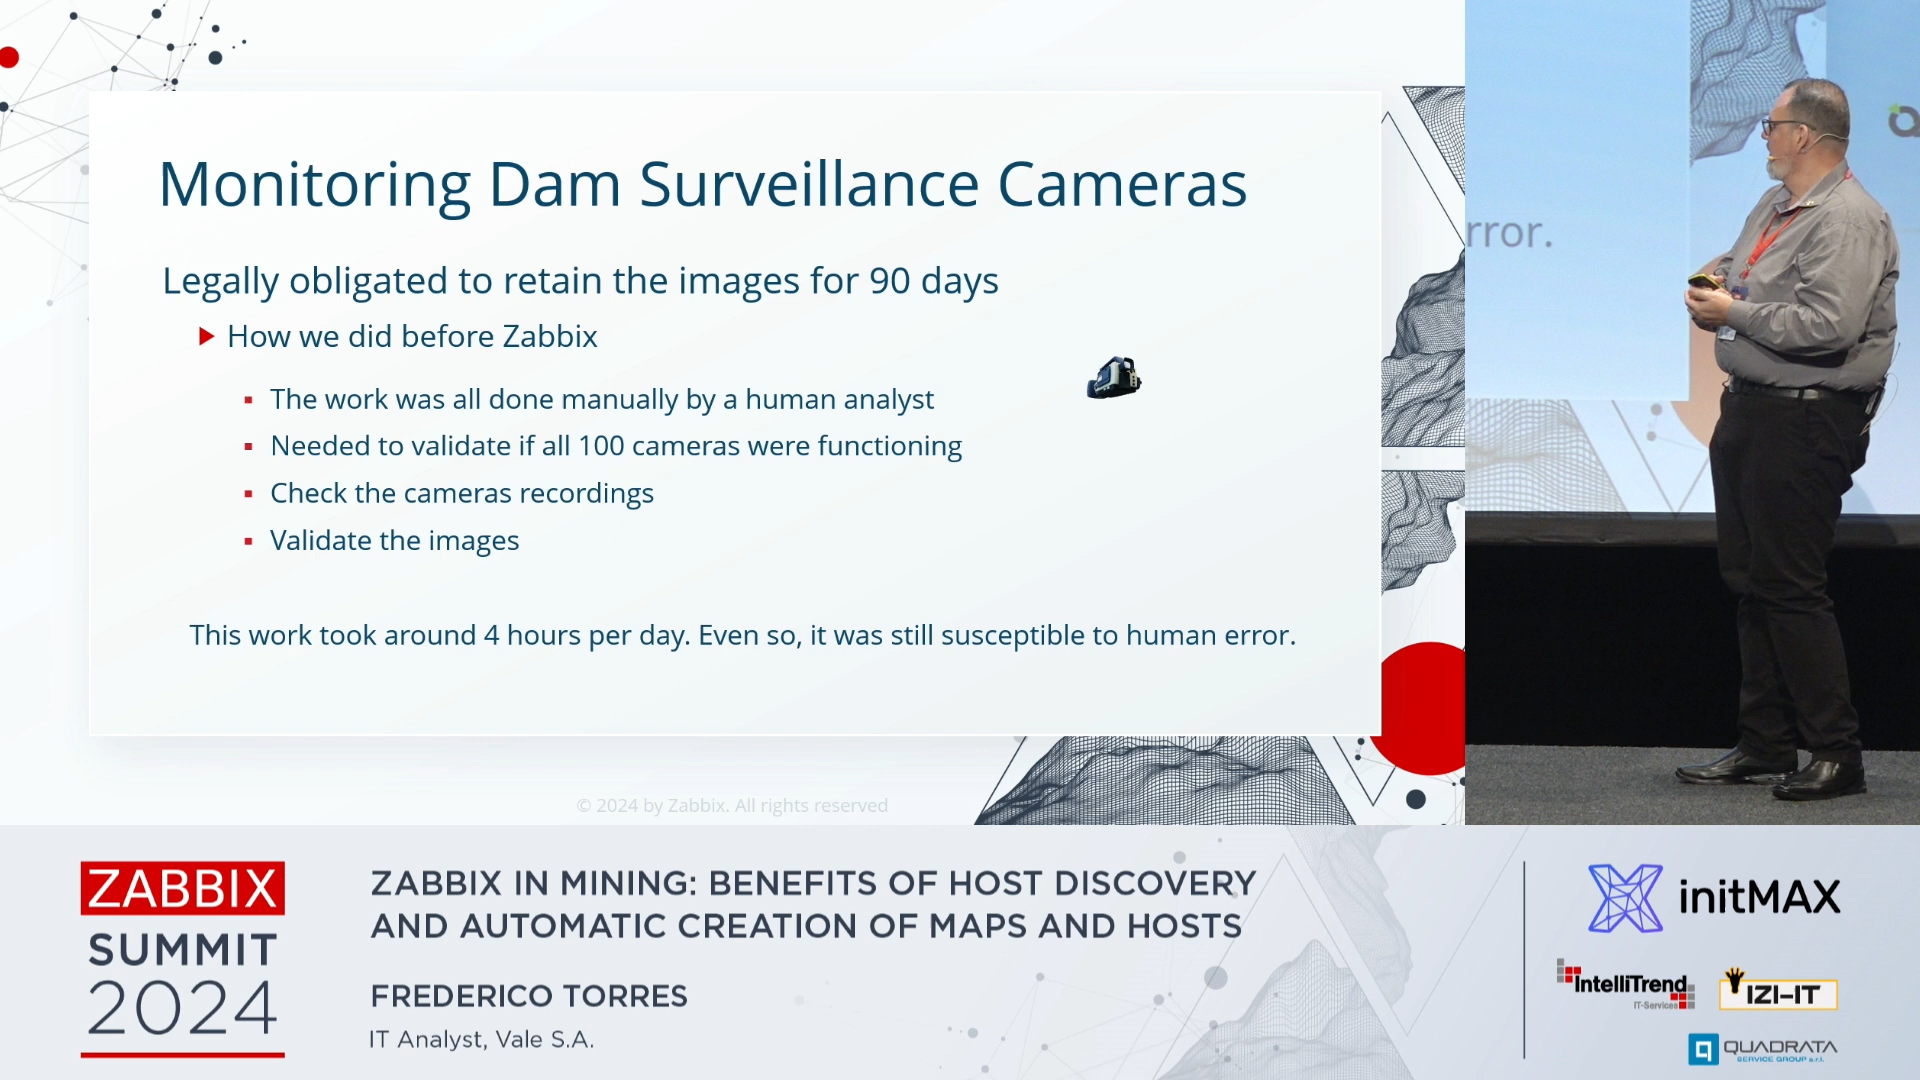 Monitoring Dam Surveillance Cameras
Legally obligated to retain the images for 90 days
How we did before Zabbix
The work was all done manually by a human analyst
Needed to validate if all 100 cameras were functioning
Check the cameras recordings
Validate the images
This work took around 4 hours per day. Even so, it was still susceptible to human error.
© 2024 by Zabbix. All rights reserved
rror.
ZABBIX
SUMMIT
2024
ZABBIX IN MINING: BENEFITS OF HOST DISCOVERY
AND AUTOMATIC CREATION OF MAPS AND HOSTS
FREDERICO TORRES
IT Analyst, Vale S.A.
initMAX
IntelliTrend
IT-Services
IZI-IT
QUADRATA
SERVICE GROUP s.r.l.